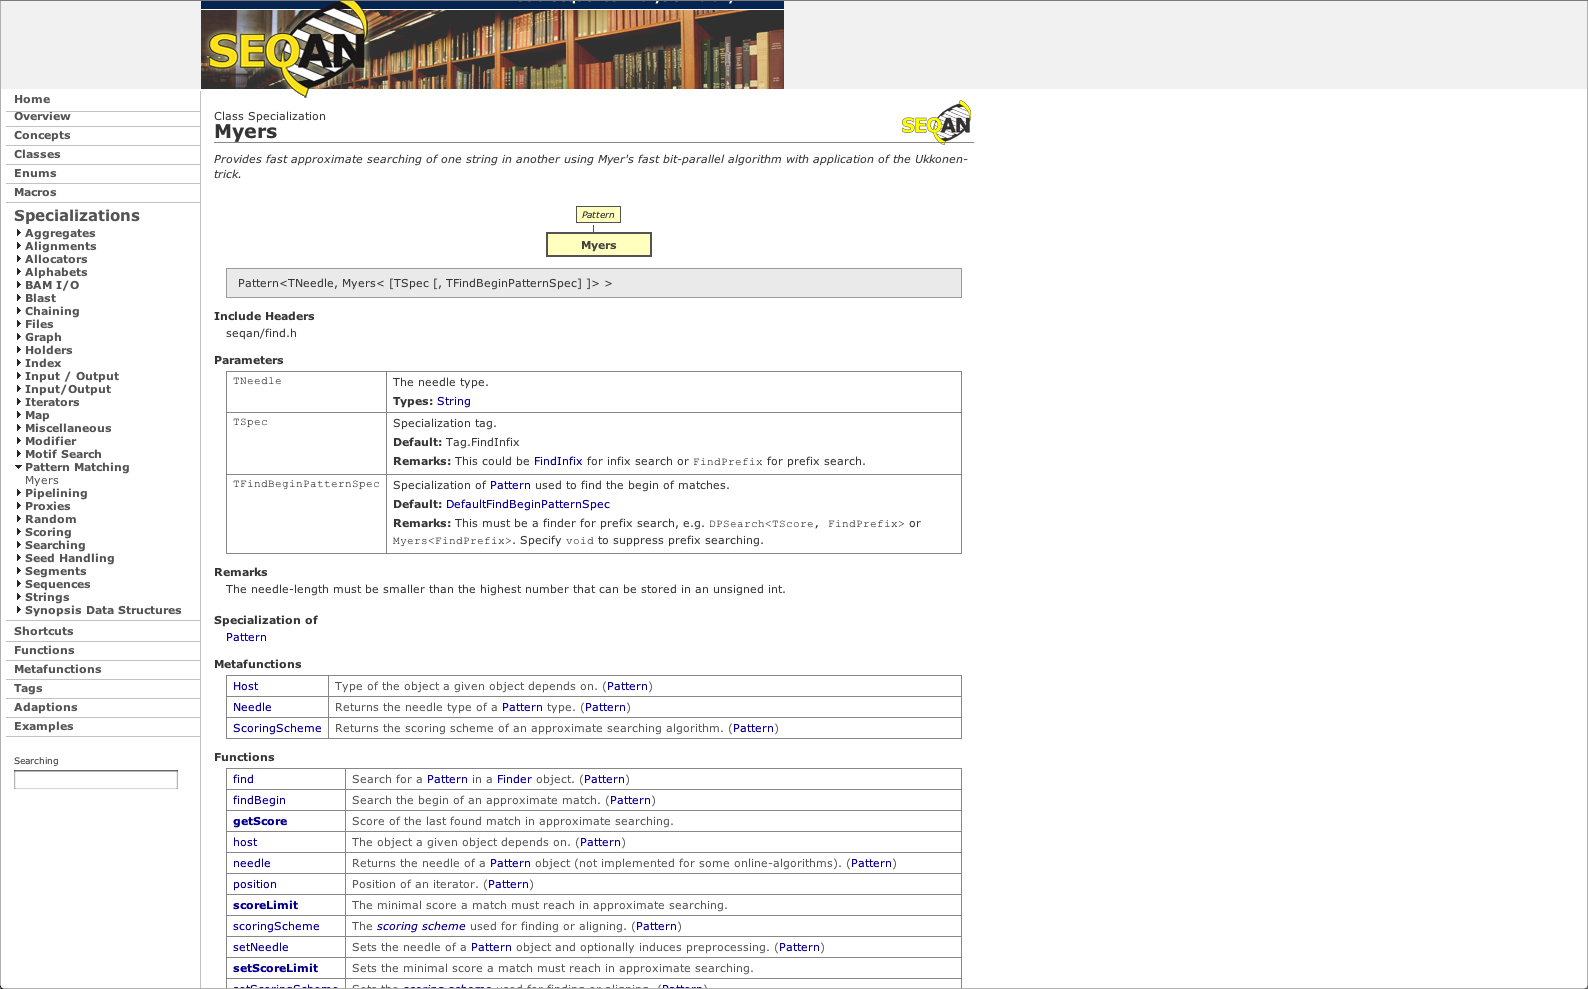 SEQAN
Home
Overview
Concepts
Classes
Enums
Macros
Specializations
Aggregates
Alignments
Allocators
Alphabets
BAM I/O
Blast
Chaining
Files
Graph
Holders
Index
Input / Output
Input/Output
Iterators
Map
Miscellaneous
Modifier
Motif Search
Pattern Matching
Myers
Pipelining
Proxies
Random
Scoring
Searching
Seed Handling
Segments
Sequences
Strings
Synopsis Data Structures
Shortcuts
Functions
Metafunctions
Tags
Adaptions
Examples
Searching
Class Specialization
Myers
SEQAN
Provides fast approximate searching of one string in another using Myer's fast bit-parallel algorithm with application of the Ukkonen-
trick.
Pattern
Myers
Pattern<TNeedle, Myers< [TSpec [, TFindBeginPatternSpec] ]> >
Include Headers
seqan/find.h
Parameters
TNeedle The needle type.
Types: String
TSpec Specialization tag.
Default: Tag.FindInfix
Remarks: This could be FindInfix for infix search or FindPrefix for prefix search.
TFindBeginPatternSpec Specialization of Pattern used to find the begin of matches.
Default: DefaultFindBeginPatternSpec
Remarks: This must be a finder for prefix search, e.g. DPSearch<TScore, FindPrefix> or
Myers<FindPrefix>. Specify void to suppress prefix searching.
Remarks
The needle-length must be smaller than the highest number that can be stored in an unsigned int.
Specialization of
Pattern
Metafunctions
Host Type of the object a given object depends on. (Pattern)
Needle Returns the needle type of a Pattern type. (Pattern)
ScoringScheme Returns the scoring scheme of an approximate searching algorithm. (Pattern)
Functions
find Search for a Pattern in a Finder object. (Pattern)
findBegin Search the begin of an approximate match. (Pattern)
getScore Score of the last found match in approximate searching.
host The object a given object depends on. (Pattern)
needle Returns the needle of a Pattern object (not implemented for some online-algorithms). (Pattern)
position Position of an iterator. (Pattern)
scoreLimit The minimal score a match must reach in approximate searching.
scoringScheme The scoring scheme used for finding or aligning. (Pattern)
setNeedle Sets the needle of a Pattern object and optionally induces preprocessing. (Pattern)
setScoreLimit Sets the minimal score a match must reach in approximate searching.
setScoringScheme Sets the scoring scheme used for finding or aligning. (Pattern)